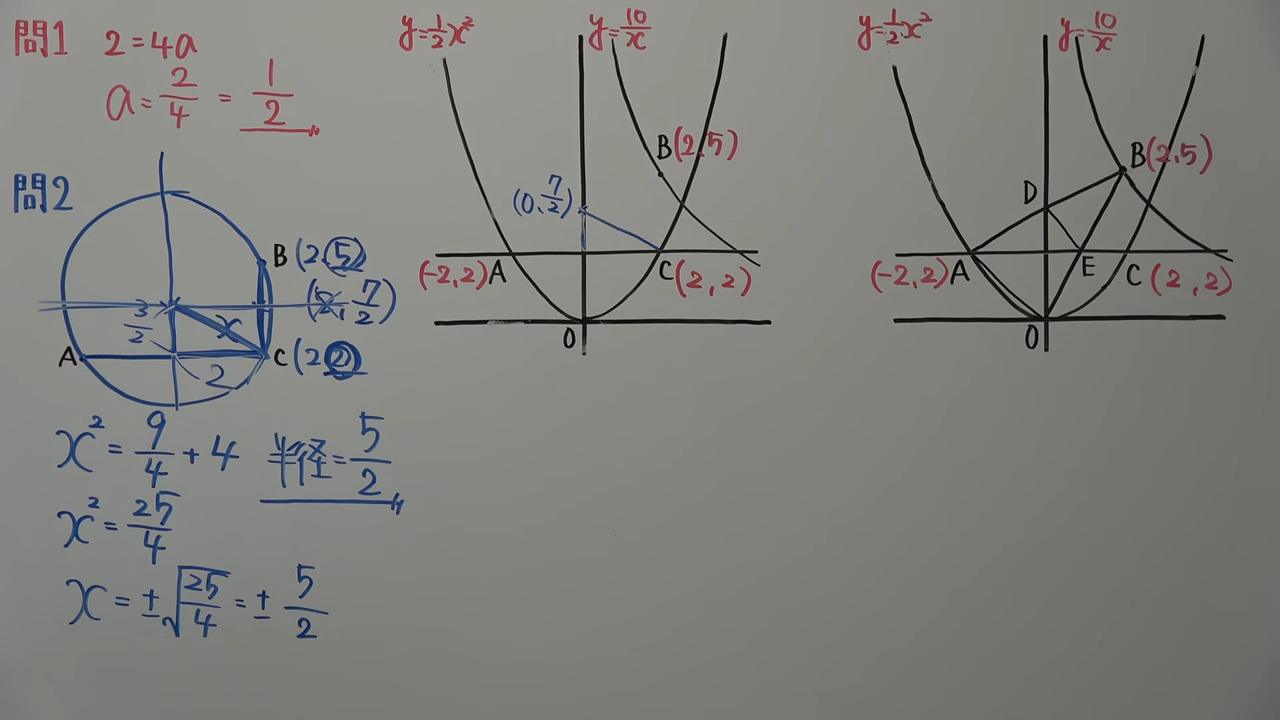 問1 2=4a
a=2/4=1/2
問2
B(2,5)
(2,7/2)
3/2
x
A
2
C(2,2)
x²=9/4+4
半径=5/2
x²=25/4
x=±√25/4=±5/2
y=1/2x²
y=10/x
B(2,5)
(0,7/2)
(-2,2)A
C(2,2)
O
y=1/2x²
y=10/x
B(2,5)
D
(-2,2)A
E
C(2,2)
O